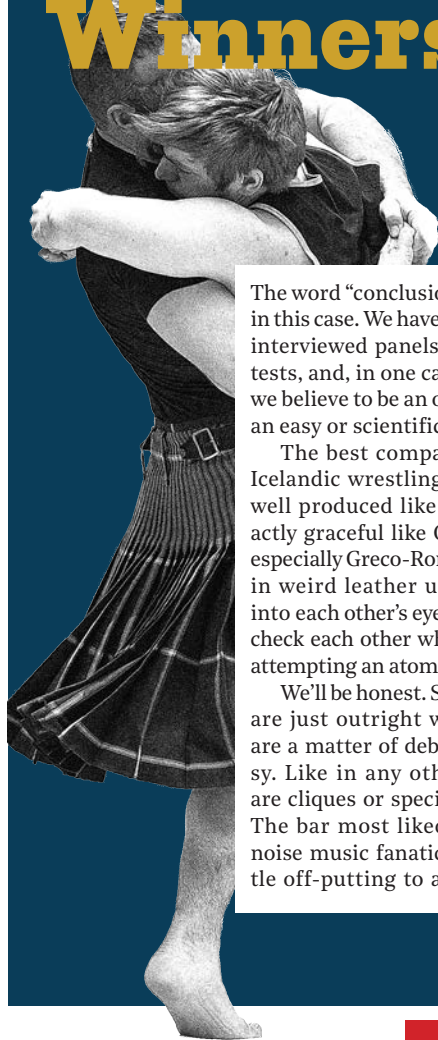 Winners
The word “conclusio
in this case. We have
interviewed panels
tests, and, in one ca
we believe to be an o
an easy or scientific
The best compa
Icelandic wrestling
well produced like
actly graceful like
especially Greco-Ror
in weird leather u
into each other’s eye
check each other wh
attempting an atom
We’ll be honest. S
are just outright w
are a matter of deb
sy. Like in any oth
are cliques or speci
The bar most liked
noise music fanatic
tle off-putting to a